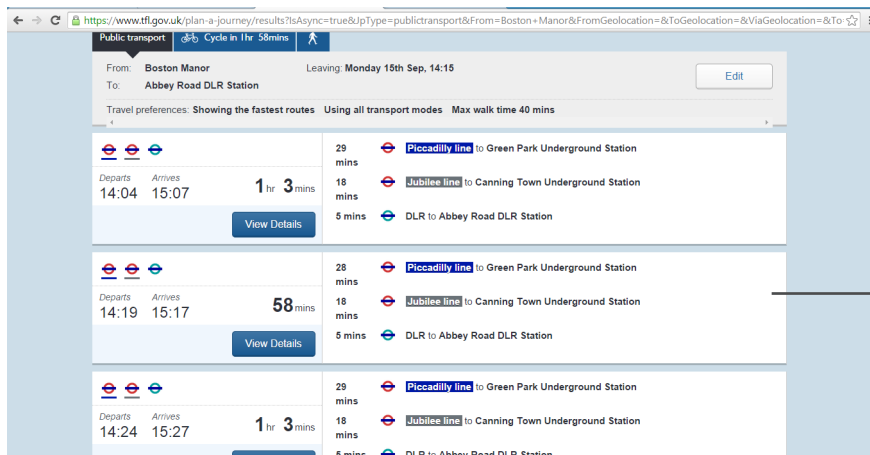 https://www.tfl.gov.uk/plan-a-journey/results?IsAsync=true&JpType=publictransport&From=Boston+Manor&FromGeolocation=&ToGeolocation=&ViaGeolocation=&To
Public transport Cycle in 1hr 58mins
From: Boston Manor Leaving: Monday 15th Sep, 14:15
To: Abbey Road DLR Station
Edit
Travel preferences: Showing the fastest routes Using all transport modes Max walk time 40 mins
Departs Arrives
14:04 15:07 1 hr 3 mins
View Details
29 mins Piccadilly line to Green Park Underground Station
18 mins Jubilee line to Canning Town Underground Station
5 mins DLR to Abbey Road DLR Station
Departs Arrives
14:19 15:17 58 mins
View Details
28 mins Piccadilly line to Green Park Underground Station
18 mins Jubilee line to Canning Town Underground Station
5 mins DLR to Abbey Road DLR Station
Departs Arrives
14:24 15:27 1 hr 3 mins
29 mins Piccadilly line to Green Park Underground Station
18 mins Jubilee line to Canning Town Underground Station
5 mins DLR to Abbey Road DLR Station